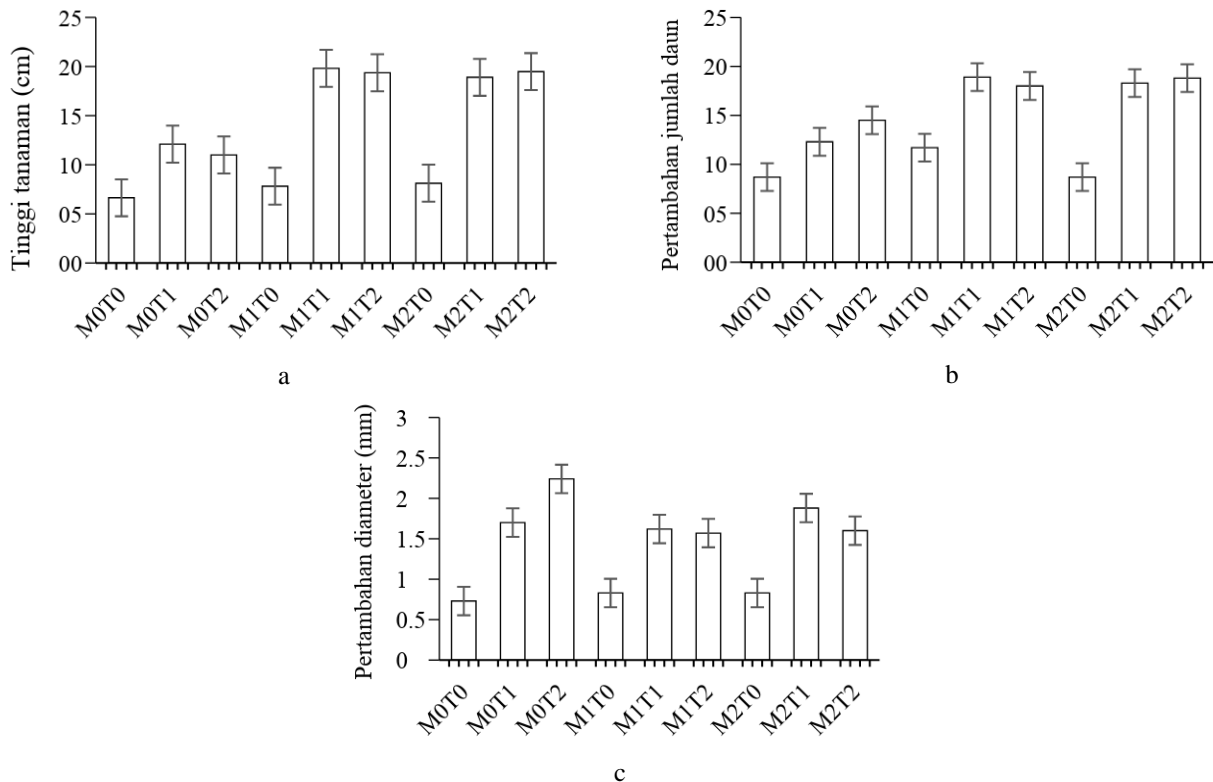 Tinggi tanaman (cm)
25
20
15
10
05
00
M0T0
M0T1
M0T2
M1T0
M1T1
M1T2
M2T0
M2T1
M2T2
a
Pertambahan jumlah daun
25
20
15
10
05
00
M0T0
M0T1
M0T2
M1T0
M1T1
M1T2
M2T0
M2T1
M2T2
b
Pertambahan diameter (mm)
3
2.5
2
1.5
1
0.5
0
M0T0
M0T1
M0T2
M1T0
M1T1
M1T2
M2T0
M2T1
M2T2
c